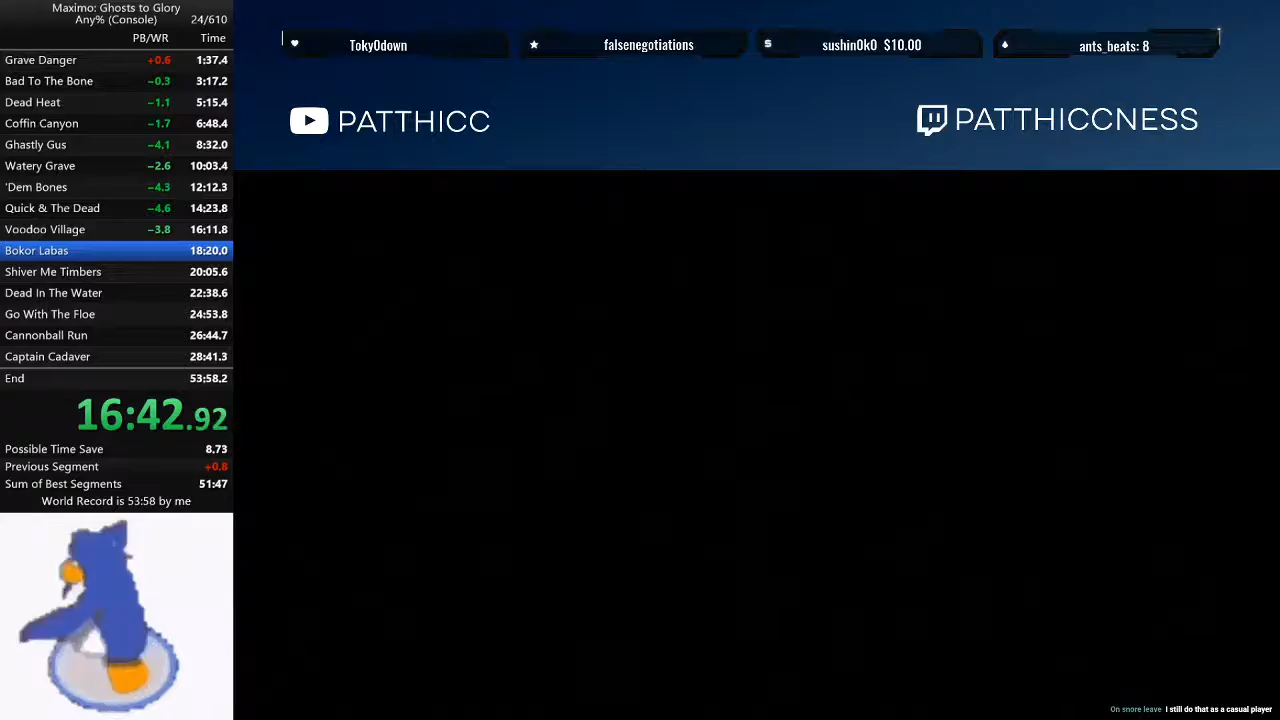 Maximo: Ghosts to Glory
Any% (Console) 24/610
PB/WR Time
Grave Danger +0.6 1:37.4
Bad To The Bone −0.3 3:17.2
Dead Heat −1.1 5:15.4
Coffin Canyon −1.7 6:48.4
Ghastly Gus −4.1 8:32.0
Watery Grave −2.6 10:03.4
'Dem Bones −4.3 12:12.3
Quick & The Dead −4.6 14:23.8
Voodoo Village −3.8 16:11.8
Bokor Labas 18:20.0
Shiver Me Timbers 20:05.6
Dead In The Water 22:38.6
Go With The Floe 24:53.8
Cannonball Run 26:44.7
Captain Cadaver 28:41.3
End 53:58.2
16:42.92
Possible Time Save 8.73
Previous Segment +0.8
Sum of Best Segments 51:47
World Record is 53:58 by me
Toky0down
falsenegotiations
$ sushin0k0 $10.00
ants_beats: 8
PATTHICC
PATTHICCNESS
On snore leave I still do that as a casual player